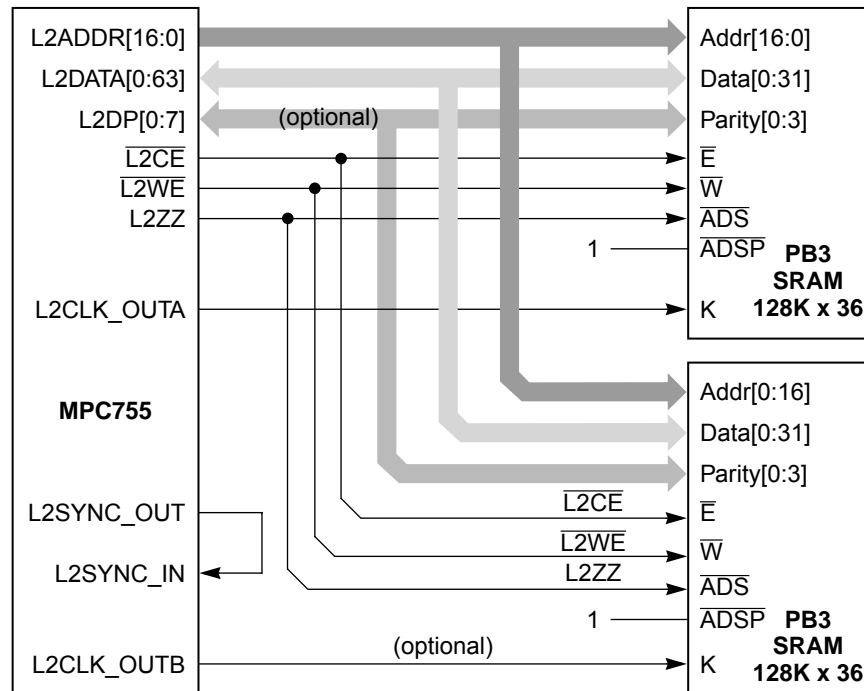 L2ADDR[16:0]
L2DATA[0:63]
L2DP[0:7]
(optional)
L2CE
L2WE
L2ZZ
L2CLK_OUTA
MPC755
L2SYNC_OUT
L2SYNC_IN
L2CLK_OUTB
Addr[16:0]
Data[0:31]
Parity[0:3]
E
W
ADS
1
ADSP
PB3
SRAM
128K x 36
K
Addr[0:16]
Data[0:31]
Parity[0:3]
L2CE
E
L2WE
W
L2ZZ
ADS
1
ADSP
PB3
SRAM
128K x 36
(optional)
K